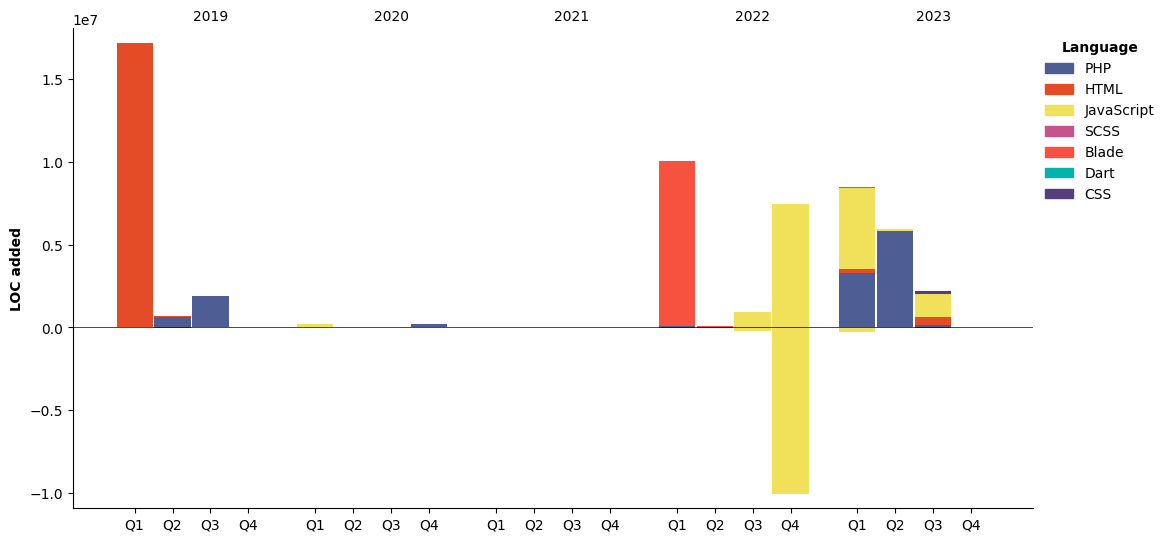 1e7
2019 2020 2021 2022 2023
Language
PHP
HTML
JavaScript
SCSS
Blade
Dart
CSS
LOC added
1.5
1.0
0.5
0.0
−0.5
−1.0
Q1 Q2 Q3 Q4 Q1 Q2 Q3 Q4 Q1 Q2 Q3 Q4 Q1 Q2 Q3 Q4 Q1 Q2 Q3 Q4